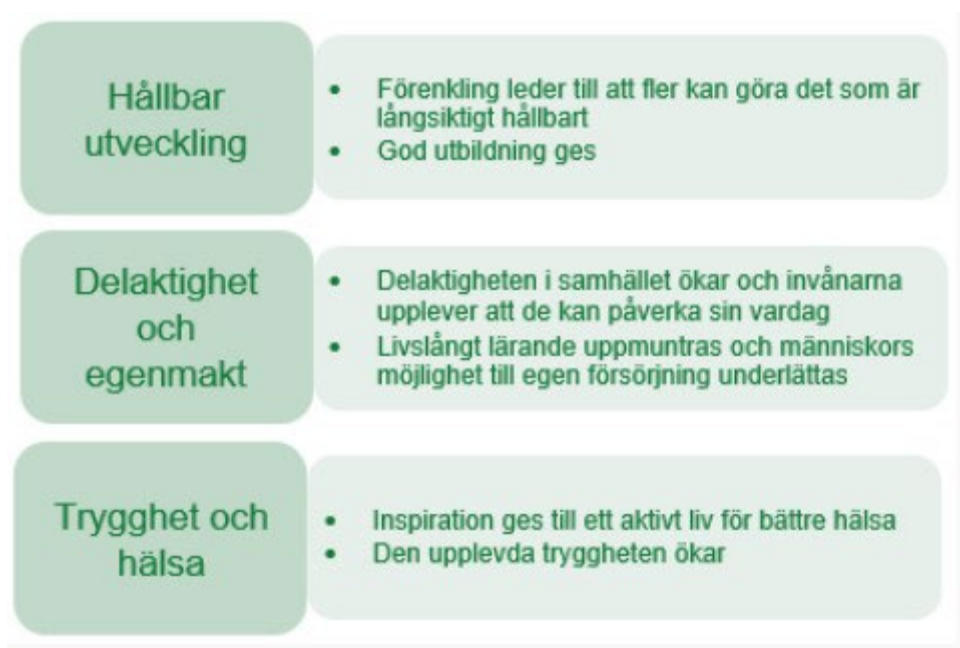 Hållbar
utveckling
• Förenkling leder till att fler kan göra det som är
långsiktigt hållbart
• God utbildning ges
Delaktighet
och
egenmakt
• Delaktigheten i samhället ökar och invånarna
upplever att de kan påverka sin vardag
• Livslångt lärande uppmuntras och människors
möjlighet till egen försörjning underlättas
Trygghet och
hälsa
• Inspiration ges till ett aktivt liv för bättre hälsa
• Den upplevda tryggheten ökar